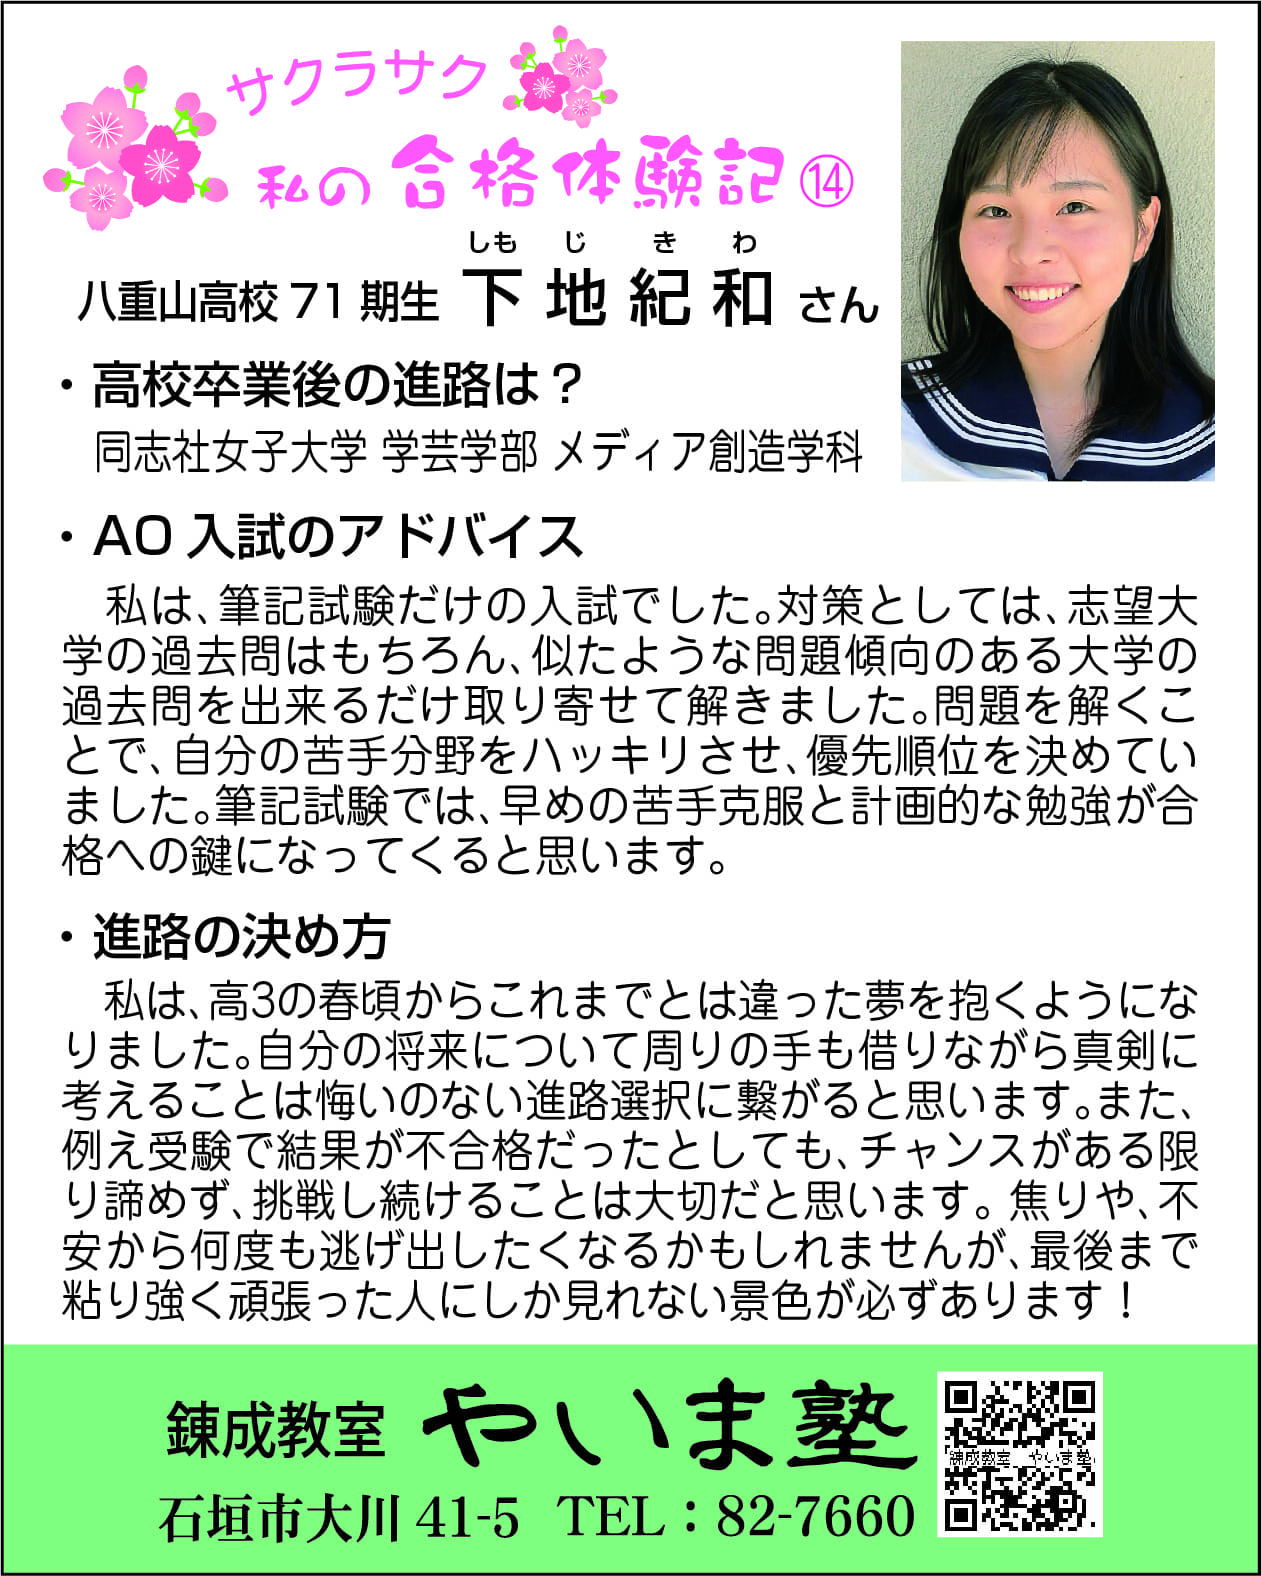 サクラサク
私の合格体験記⑭
しもじきわ
八重山高校71期生 下地紀和さん
・高校卒業後の進路は?
同志社女子大学 学芸学部 メディア創造学科
・AO入試のアドバイス
私は、筆記試験だけの入試でした。対策としては、志望大
学の過去問はもちろん、似たような問題傾向のある大学の
過去問を出来るだけ取り寄せて解きました。問題を解くこ
とで、自分の苦手分野をハッキリさせ、優先順位を決めてい
ました。筆記試験では、早めの苦手克服と計画的な勉強が合
格への鍵になってくると思います。
・進路の決め方
私は、高3の春頃からこれまでとは違った夢を抱くようにな
りました。自分の将来について周りの手も借りながら真剣に
考えることは悔いのない進路選択に繋がると思います。また、
例え受験で結果が不合格だったとしても、チャンスがある限
り諦めず、挑戦し続けることは大切だと思います。焦りや、不
安から何度も逃げ出したくなるかもしれませんが、最後まで
粘り強く頑張った人にしか見れない景色が必ずあります!
錬成教室 やいま塾
錬成教室 やいま塾
石垣市大川41-5 TEL:82-7660